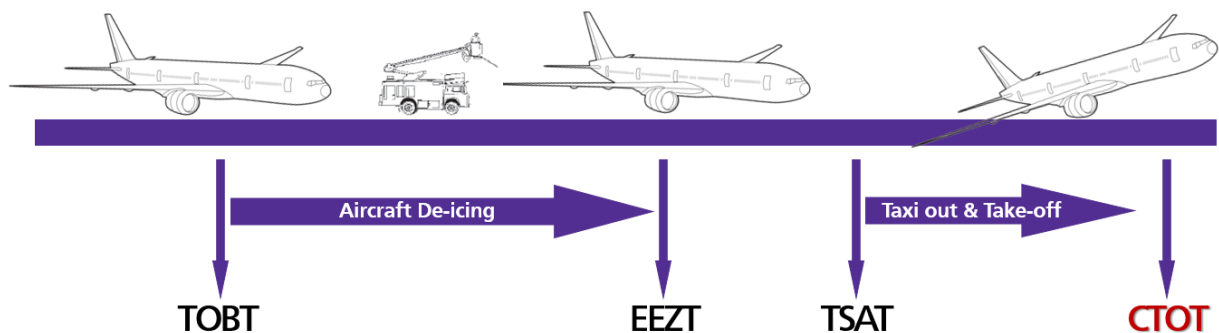 Aircraft De-icing
Taxi out & Take-off
TOBT
EEZT
TSAT
CTOT